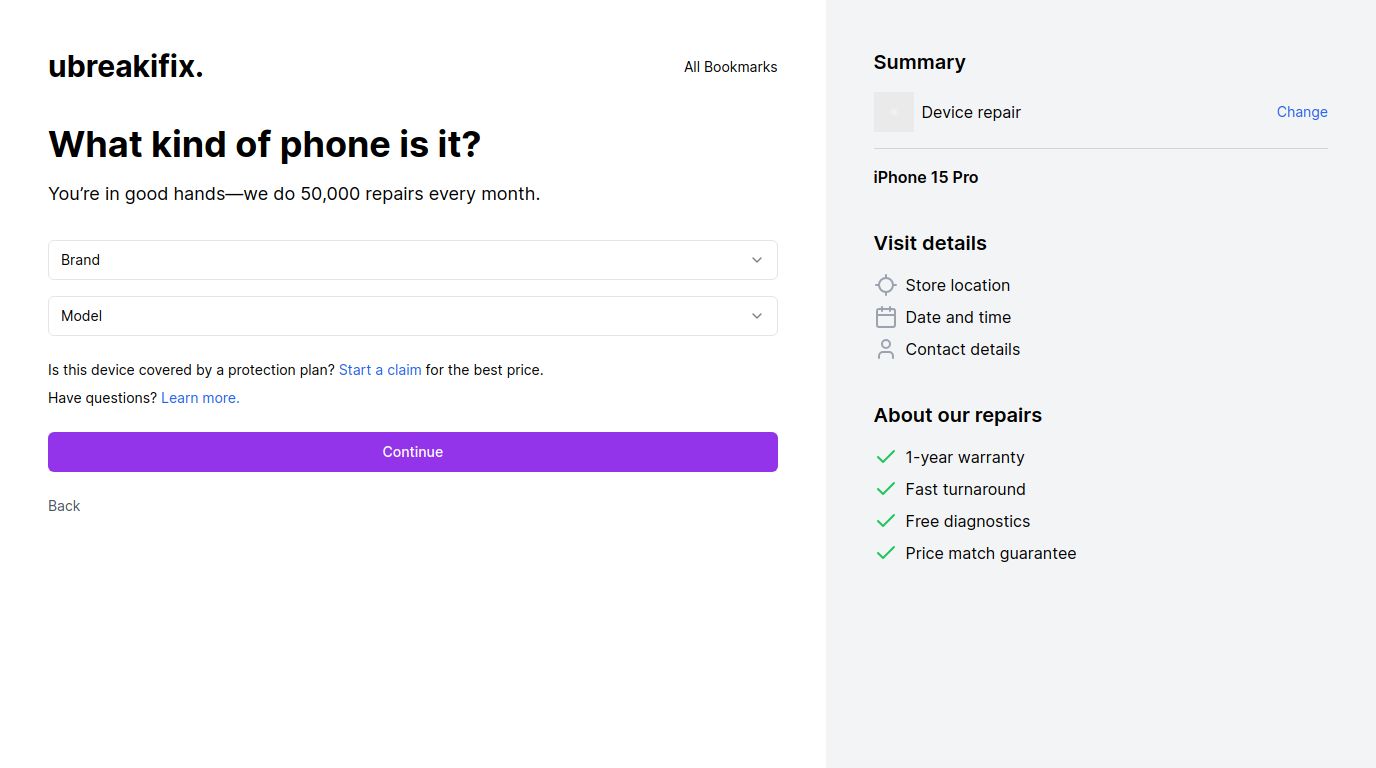 ubreakifix.
All Bookmarks
What kind of phone is it?
You’re in good hands—we do 50,000 repairs every month.
Brand
Model
Is this device covered by a protection plan? Start a claim for the best price.
Have questions? Learn more.
Continue
Back
Summary
Device repair
Change
iPhone 15 Pro
Visit details
Store location
Date and time
Contact details
About our repairs
1-year warranty
Fast turnaround
Free diagnostics
Price match guarantee